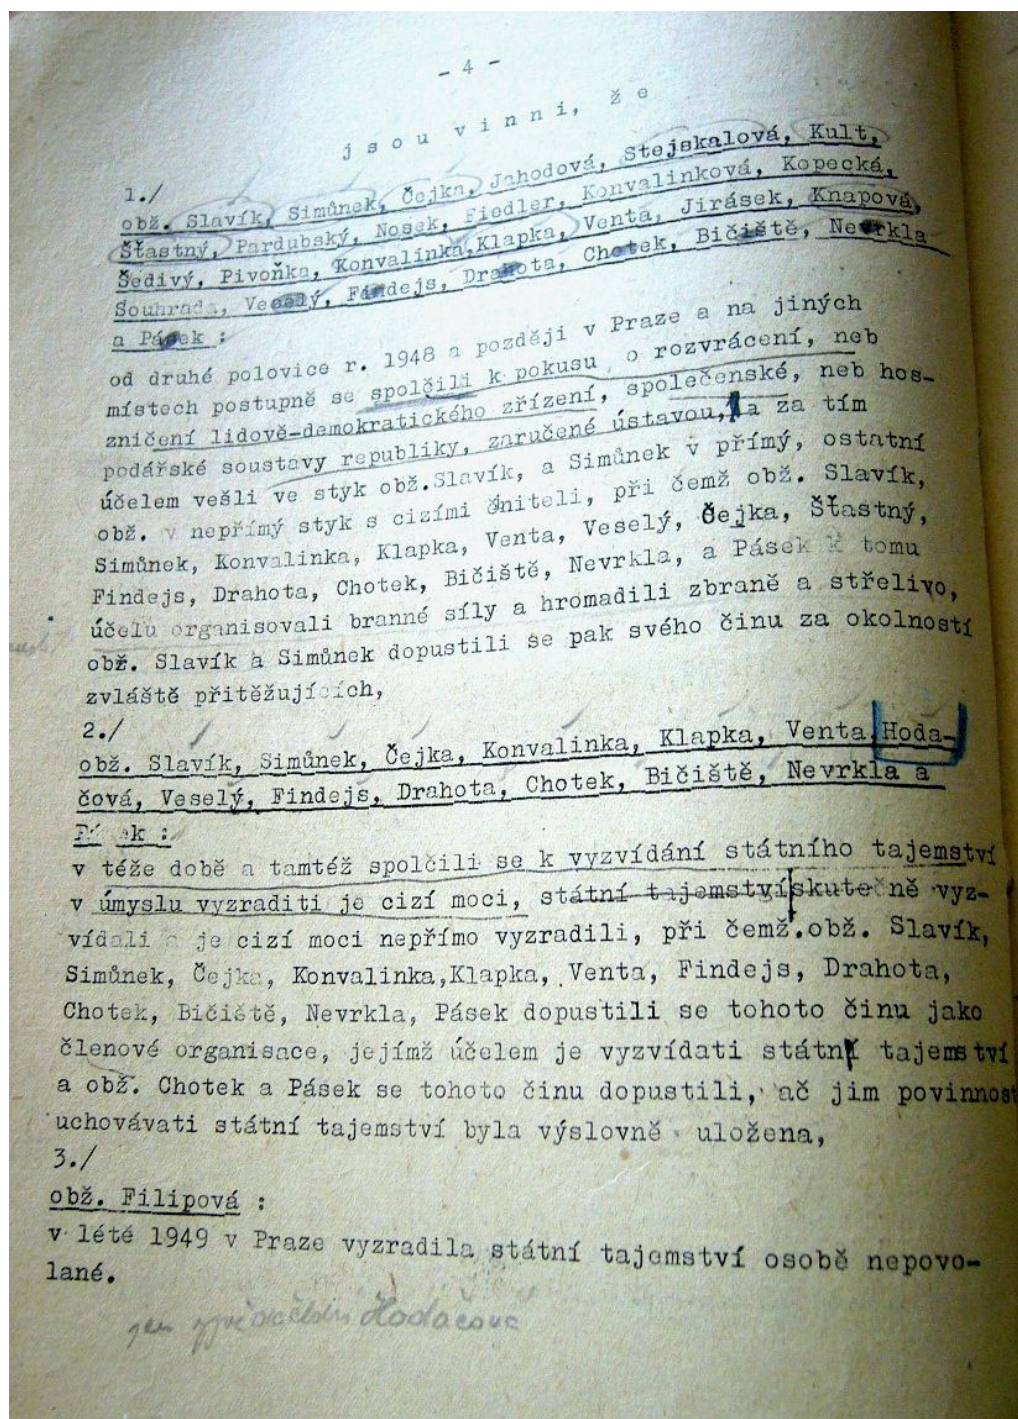 - 4 -
jsou vinni, že
1./
obž. Slavík, Simůnek, Čejka, Jahodová, Stejskalová, Kult,
Šťastný, Pardubský, Nosek, Fiedler, Konvalinková, Kopecká,
Šedivý, Pivoňka, Konvalinka,Klapka, Venta, Jirásek, Knapová,
Souhrada, Veselý, Findejs, Drahota, Chotek, Bičiště, Nevrkla
a Pásek :
od druhé polovice r. 1948 a později v Praze a na jiných
místech postupně se spolčili k pokusu o rozvrácení, neb
zničení lidově-demokratického zřízení, společenské, neb hos-
podářské soustavy republiky, zaručené ústavou, a za tím
účelem vešli ve styk obž.Slavík, a Simůnek v přímý, ostatní
obž. v nepřímý styk s cizími činiteli, při čemž obž. Slavík,
Simůnek, Konvalinka, Klapka, Venta, Veselý, Čejka, Šťastný,
Findejs, Drahota, Chotek, Bičiště, Nevrkla, a Pásek k tomu
účelu organisovali branné síly a hromadili zbraně a střelivo,
obž. Slavík a Simůnek dopustili se pak svého činu za okolností
zvláště přitěžujících,
2./
obž. Slavík, Simůnek, Čejka, Konvalinka, Klapka, Venta,Hoda-
čová, Veselý, Findejs, Drahota, Chotek, Bičiště, Nevrkla a
Pásek :
v téže době a tamtéž spolčili se k vyzvídání státního tajemství
v úmyslu vyzraditi je cizí moci, státní tajemství skutečně vyz-
vídali a je cizí moci nepřímo vyzradili, při čemž obž. Slavík,
Simůnek, Čejka, Konvalinka,Klapka, Venta, Findejs, Drahota,
Chotek, Bičiště, Nevrkla, Pásek dopustili se tohoto činu jako
členové organisace, jejímž účelem je vyzvídati státní tajemství
a obž. Chotek a Pásek se tohoto činu dopustili, ač jim povinnost
uchovávati státní tajemství byla výslovně uložena,
3./
obž. Filipová :
v létě 1949 v Praze vyzradila státní tajemství osobě nepovo-
lané.
Hodačová